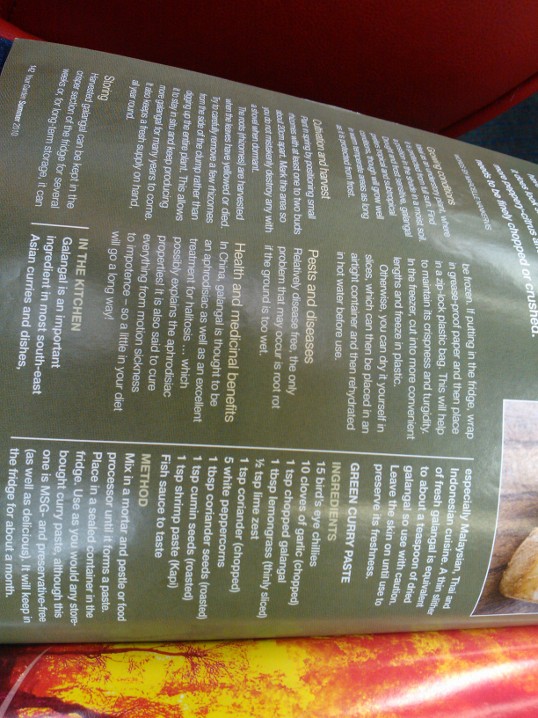 needs to be finely chopped or crushed.
Growing conditions
Cultivation and harvest
Plant in spring by positioning small
rhizomes with at least one to two buds
about 20cm apart. Mark the area so
you do not mistakenly destroy any with
a shovel when dormant.
The roots (rhizomes) are harvested
when the leaves have yellowed or died.
Try to carefully remove a few rhizomes
from the side of the clump rather than
digging up the entire plant. This allows
it to stay in situ and keep producing
more galangal for many years to come.
It also keeps a fresh supply on hand
all year round.
Storing
Harvested galangal can be kept in the
crisper section of the fridge for several
weeks or, for long-term storage, it can
Your Garden Summer
be frozen. If putting in the fridge, wrap
in grease-proof paper and then place
in a zip-lock plastic bag. This will help
to maintain its crispness and turgidity.
In the freezer, cut into more convenient
lengths and freeze in plastic.
Otherwise, you can dry it yourself in
slices, which can then be placed in an
airtight container and then rehydrated
in hot water before use.
Pests and diseases
Relatively disease free, the only
problem that may occur is root rot
if the ground is too wet.
Health and medicinal benefits
In China, galangal is thought to be
an aphrodisiac as well as an excellent
treatment for halitosis ... which
possibly explains the aphrodisiac
properties! It is also said to cure
everything from motion sickness
to impotence – so a little in your diet
will go a long way!
IN THE KITCHEN
Galangal is an important
ingredient in most south-east
Asian curries and dishes,
especially Malaysian, Thai and
Indonesian cuisine. A thin slither
of fresh galangal is equivalent
to about a teaspoon of dried
galangal so use with caution.
Leave the skin on until use to
preserve its freshness.
GREEN CURRY PASTE
INGREDIENTS
15 bird's eye chillies
10 cloves of garlic (chopped)
1 tsp chopped galangal
1 tbsp lemongrass (thinly sliced)
½ tsp lime zest
1 tsp coriander (chopped)
5 white peppercorns
1 tbsp coriander seeds (roasted)
1 tsp cumin seeds (roasted)
1 tsp shrimp paste (Kapi)
Fish sauce to taste
METHOD
Mix in a mortar and pestle or food
processor until it forms a paste.
Place in a sealed container in the
fridge. Use as you would any store-
bought curry paste, although this
one is MSG- and preservative-free
(as well as delicious). It will keep in
the fridge for about a month.